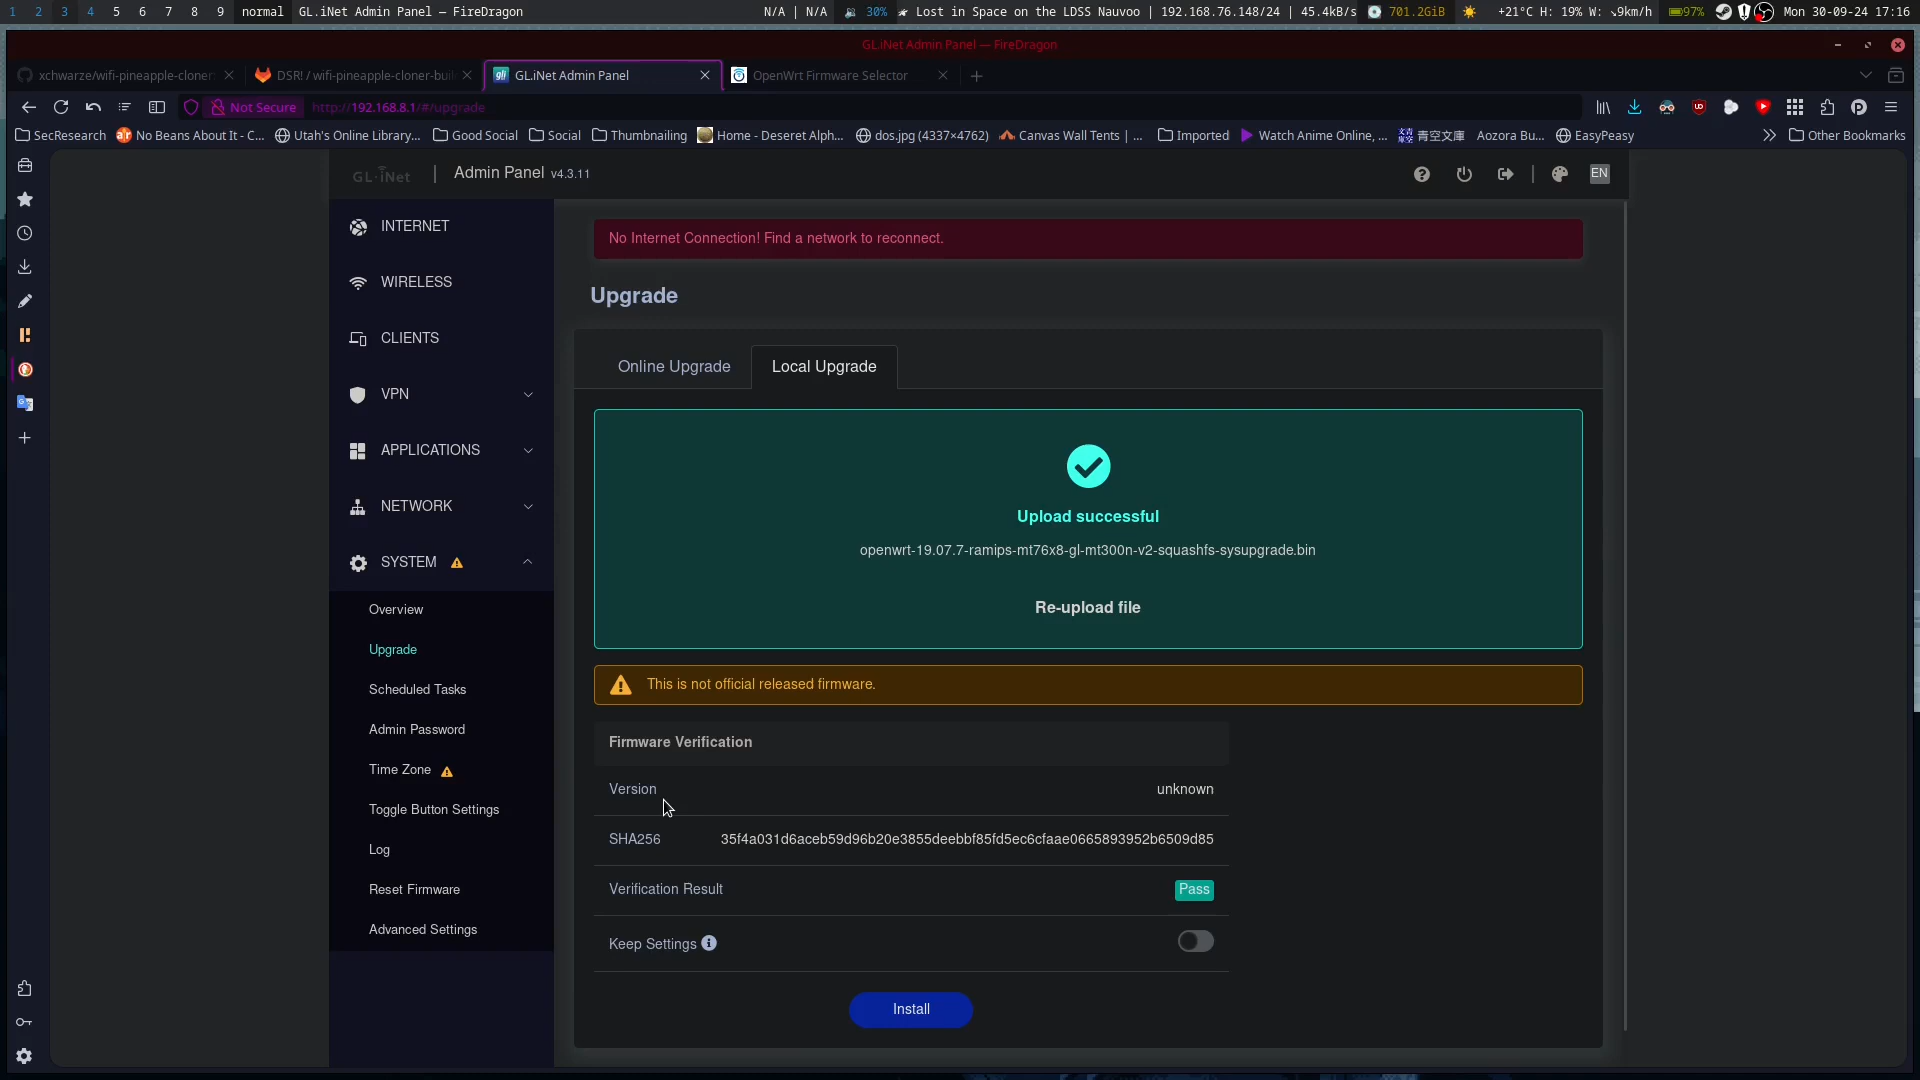 1 2 3 4 5 6 7 8 9 normal GL.iNet Admin Panel — FireDragon N/A | N/A 30% Lost in Space on the LDSS Nauvoo | 192.168.76.148/24 | 45.4kB/s 701.2GiB +21°C H: 19% W: ↘9km/h 97% Mon 30-09-24 17:16
GL.iNet Admin Panel — FireDragon
xchwarze/wifi-pineapple-cloner DSR! / wifi-pineapple-cloner-buil GL.iNet Admin Panel OpenWrt Firmware Selector
Not Secure http://192.168.8.1/#/upgrade
SecResearch No Beans About It - C... Utah's Online Library... Good Social Social Thumbnailing Home - Deseret Alph... dos.jpg (4337×4762) Canvas Wall Tents | ... Imported Watch Anime Online, ... 青空文庫 Aozora Bu... EasyPeasy Other Bookmarks
GL·iNet | Admin Panel v4.3.11 EN
INTERNET
WIRELESS
CLIENTS
VPN
APPLICATIONS
NETWORK
SYSTEM
Overview
Upgrade
Scheduled Tasks
Admin Password
Time Zone
Toggle Button Settings
Log
Reset Firmware
Advanced Settings
No Internet Connection! Find a network to reconnect.
Upgrade
Online Upgrade Local Upgrade
Upload successful
openwrt-19.07.7-ramips-mt76x8-gl-mt300n-v2-squashfs-sysupgrade.bin
Re-upload file
This is not official released firmware.
Firmware Verification
Version unknown
SHA256 35f4a031d6aceb59d96b20e3855deebbf85fd5ec6cfaae0665893952b6509d85
Verification Result Pass
Keep Settings
Install